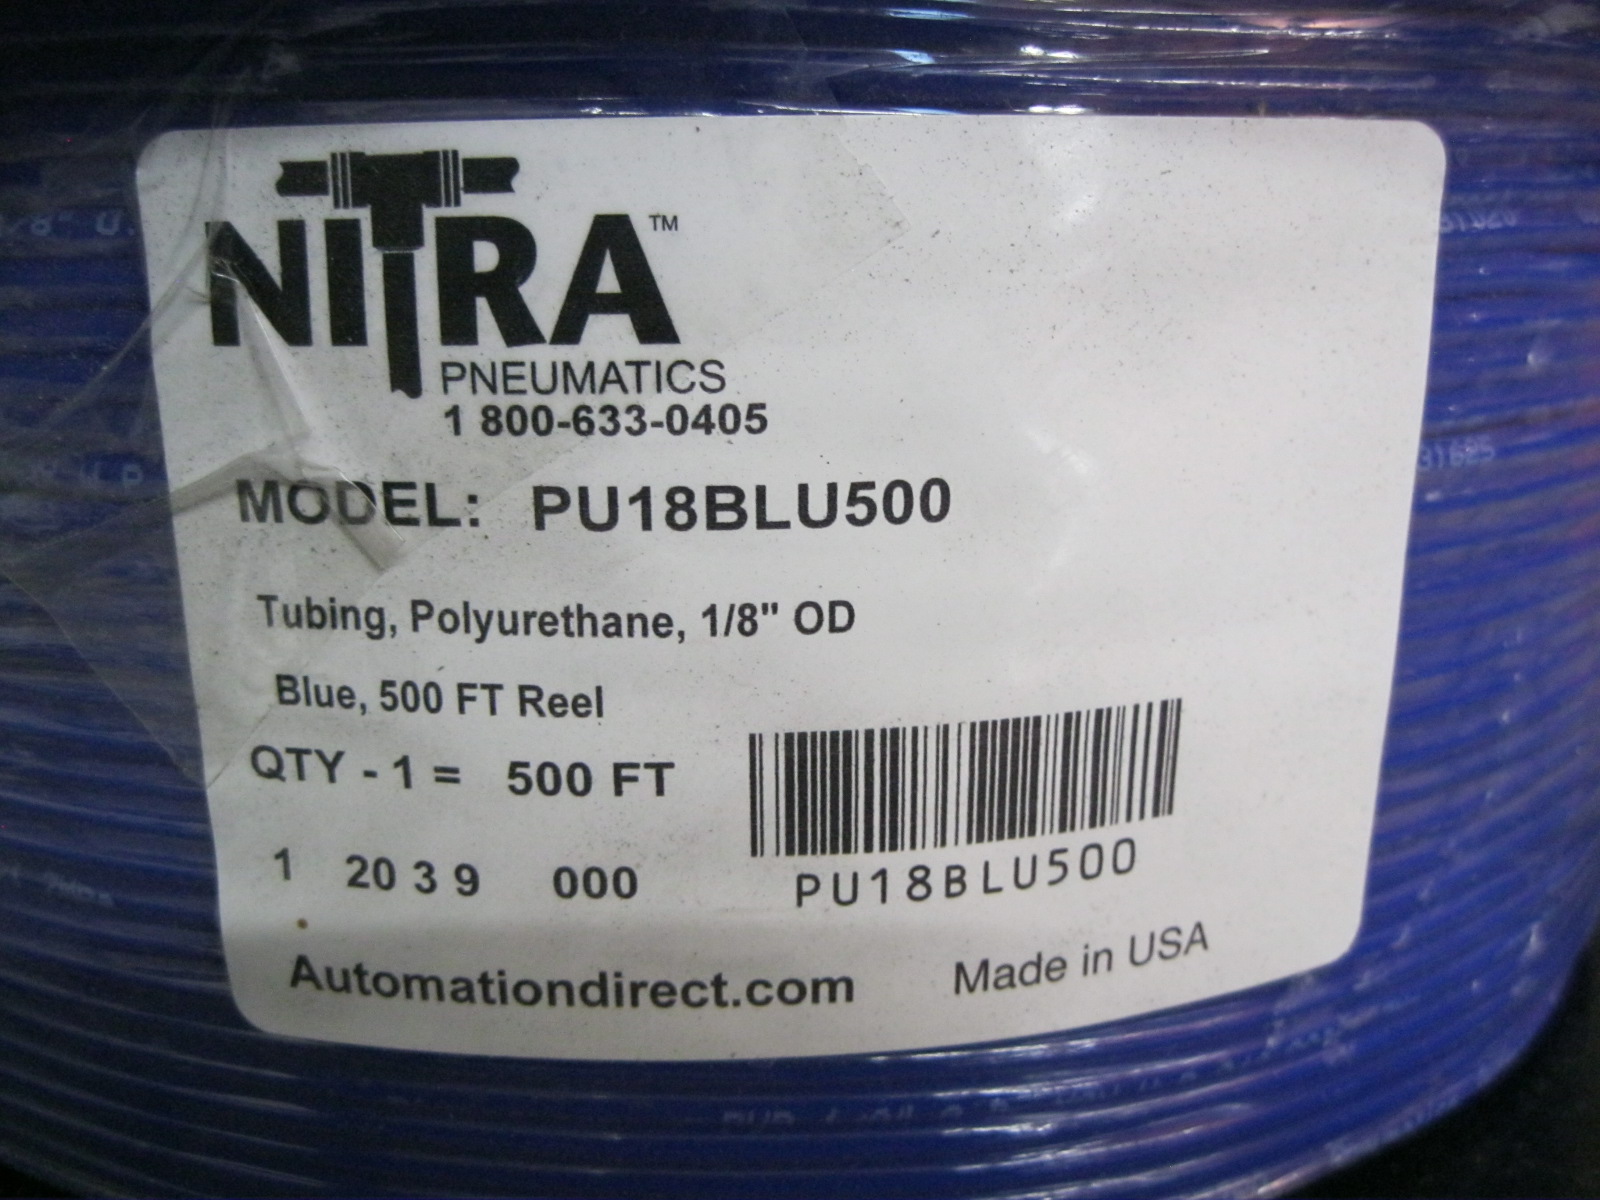 NITRA™
PNEUMATICS
1 800-633-0405
MODEL: PU18BLU500
Tubing, Polyurethane, 1/8" OD
Blue, 500 FT Reel
QTY - 1 = 500 FT
1 20 3 9 000
PU18BLU500
Automationdirect.com Made in USA
31625